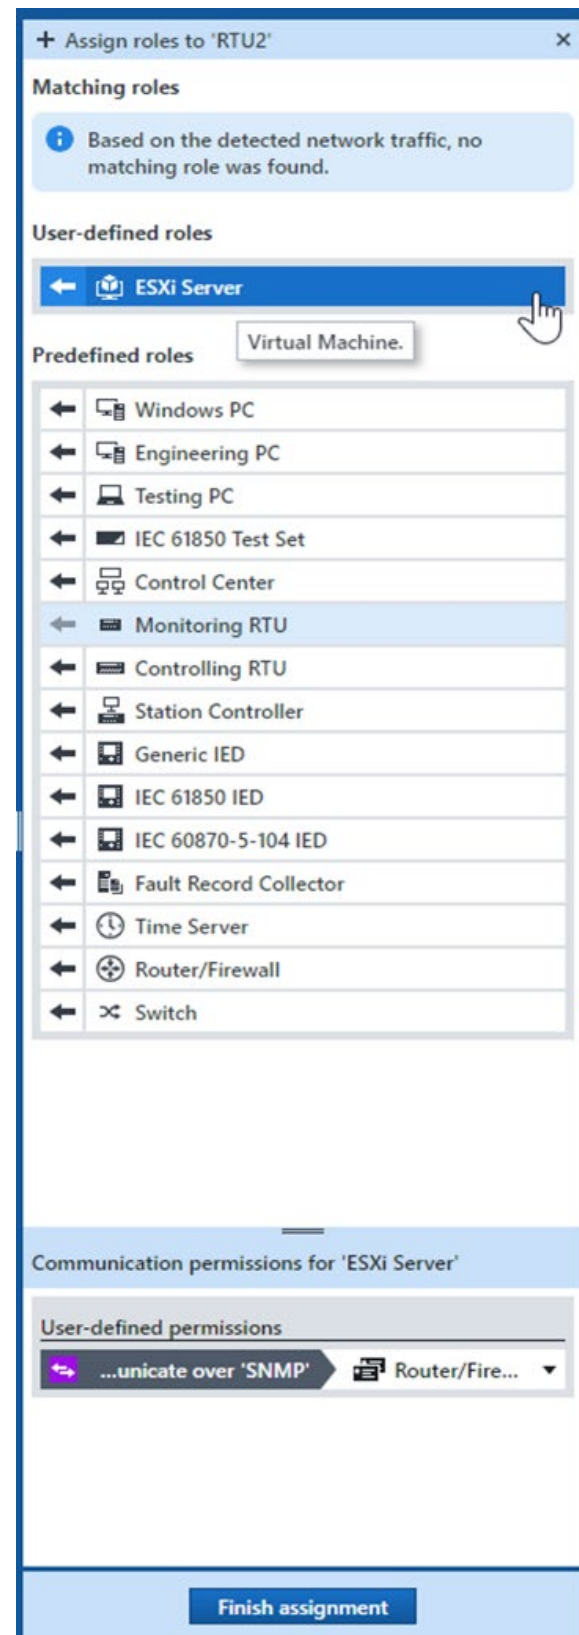 + Assign roles to 'RTU2' ×
Matching roles
Based on the detected network traffic, no
matching role was found.
User-defined roles
ESXi Server
Virtual Machine.
Predefined roles
Windows PC
Engineering PC
Testing PC
IEC 61850 Test Set
Control Center
Monitoring RTU
Controlling RTU
Station Controller
Generic IED
IEC 61850 IED
IEC 60870-5-104 IED
Fault Record Collector
Time Server
Router/Firewall
Switch
Communication permissions for 'ESXi Server'
User-defined permissions
...unicate over 'SNMP' Router/Fire...
Finish assignment